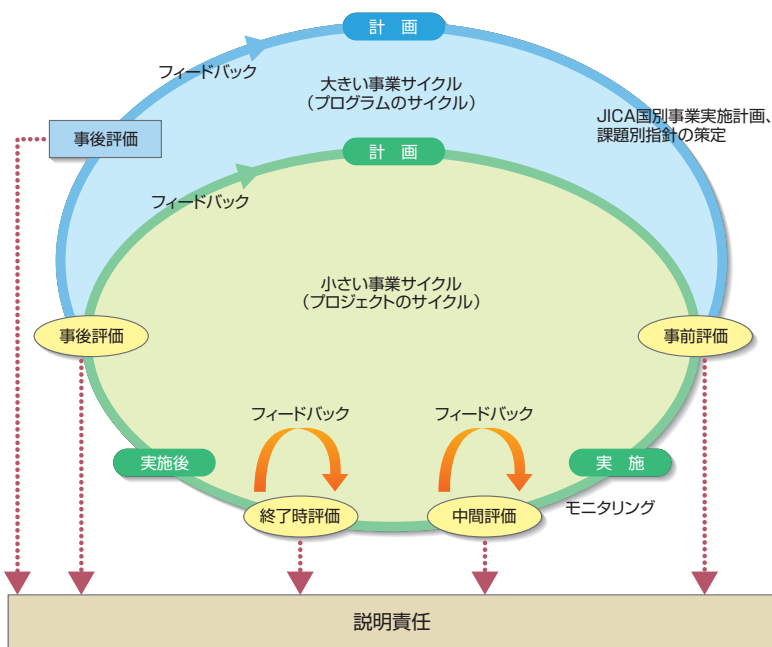 計　画
フィードバック
大きい事業サイクル
（プログラムのサイクル）
JICA国別事業実施計画、
課題別指針の策定
事後評価
計　画
フィードバック
小さい事業サイクル
（プロジェクトのサイクル）
事後評価
事前評価
フィードバック
フィードバック
実施後
実　施
終了時評価
中間評価
モニタリング
説明責任